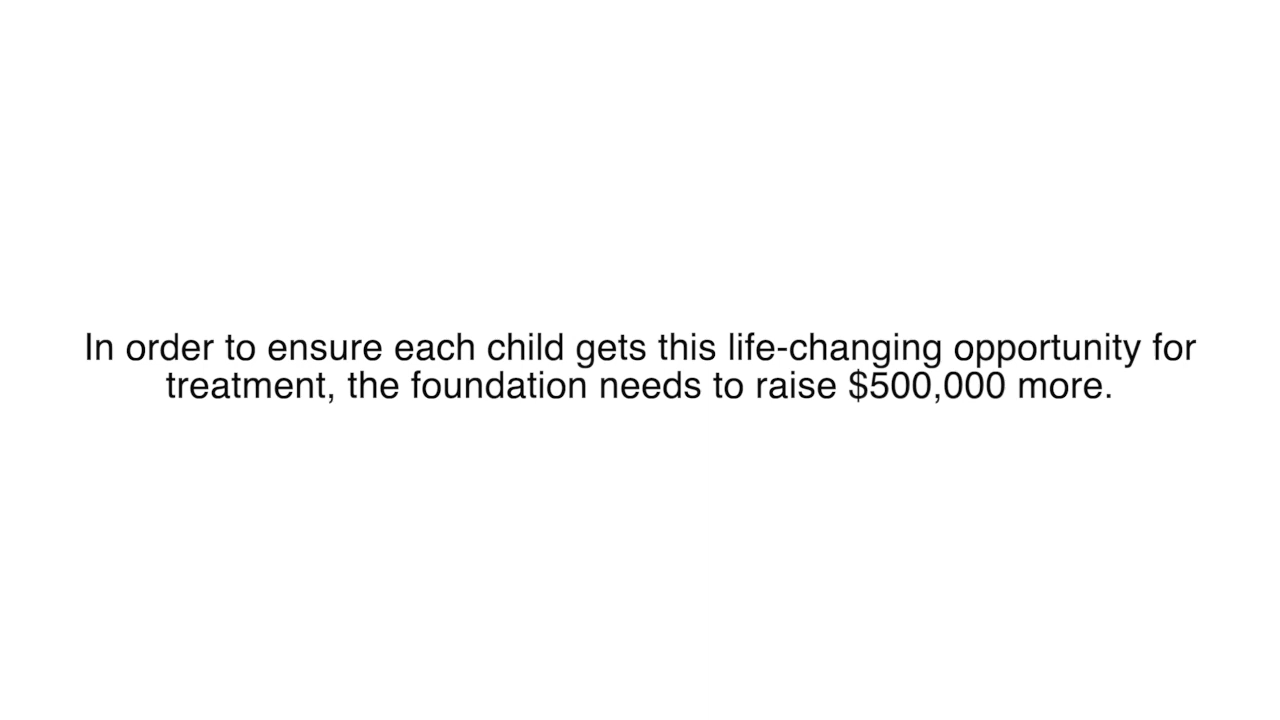 In order to ensure each child gets this life-changing opportunity for
treatment, the foundation needs to raise $500,000 more.